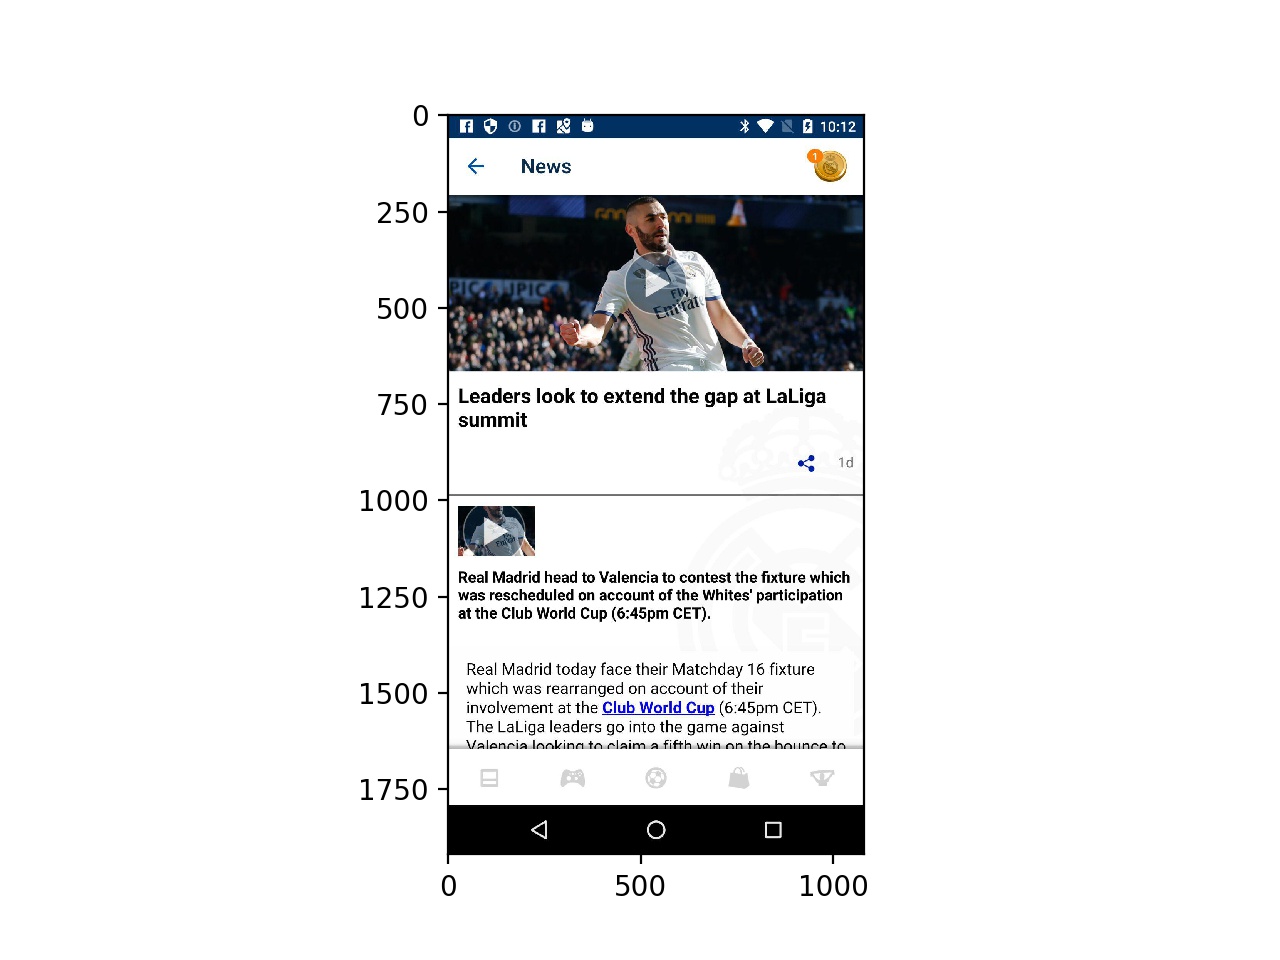 0
250
500
750
1000
1250
1500
1750
0
500
1000
10:12
News
1
Fly
Emirates
Leaders look to extend the gap at LaLiga
summit
1d
Real Madrid head to Valencia to contest the fixture which
was rescheduled on account of the Whites' participation
at the Club World Cup (6:45pm CET).
Real Madrid today face their Matchday 16 fixture
which was rearranged on account of their
involvement at the Club World Cup (6:45pm CET).
The LaLiga leaders go into the game against
Valencia looking to claim a fifth win on the bounce to